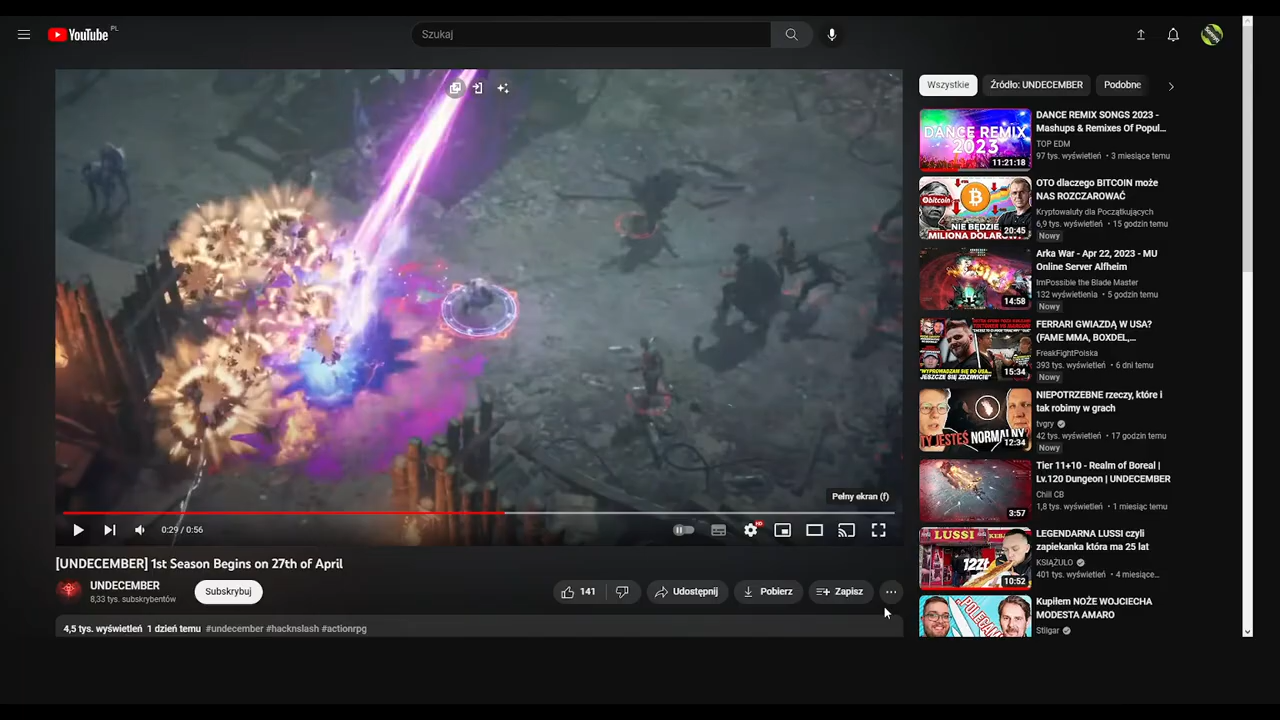 YouTube PL
Szukaj
Pełny ekran (f)
0:29 / 0:56
[UNDECEMBER] 1st Season Begins on 27th of April
UNDECEMBER
8,33 tys. subskrybentów
Subskrybuj
141
Udostępnij
Pobierz
Zapisz
4,5 tys. wyświetleń 1 dzień temu #undecember #hacknslash #actionrpg
Wszystkie
Źródło: UNDECEMBER
Podobne
DANCE REMIX
2023
11:21:18
DANCE REMIX SONGS 2023 -
Mashups & Remixes Of Popul...
TOP EDM
97 tys. wyświetleń • 3 miesiące temu
20:45
OTO dlaczego BITCOIN może
NAS ROZCZAROWAĆ
Kryptowaluty dla Początkujących
6,9 tys. wyświetleń • 15 godzin temu
Nowy
14:58
Arka War - Apr 22, 2023 - MU
Online Server Alfheim
ImPossible the Blade Master
132 wyświetlenia • 5 godzin temu
Nowy
15:34
FERRARI GWIAZDĄ W USA?
(FAME MMA, BOXDEL,...
FreakFightPolska
393 tys. wyświetleń • 6 dni temu
Nowy
TY JESTEŚ NORMALNY
12:34
NIEPOTRZEBNE rzeczy, które i
tak robimy w grach
tvgry
42 tys. wyświetleń • 17 godzin temu
Nowy
3:57
Tier 11+10 - Realm of Boreal |
Lv.120 Dungeon | UNDECEMBER
Chill CB
1,8 tys. wyświetleń • 1 miesiąc temu
LUSSI
12Zł
10:52
LEGENDARNA LUSSI czyli
zapiekanka która ma 25 lat
KSIĄŻULO
401 tys. wyświetleń • 4 miesiące...
Kupiłem NOŻE WOJCIECHA
MODESTA AMARO
Stilgar